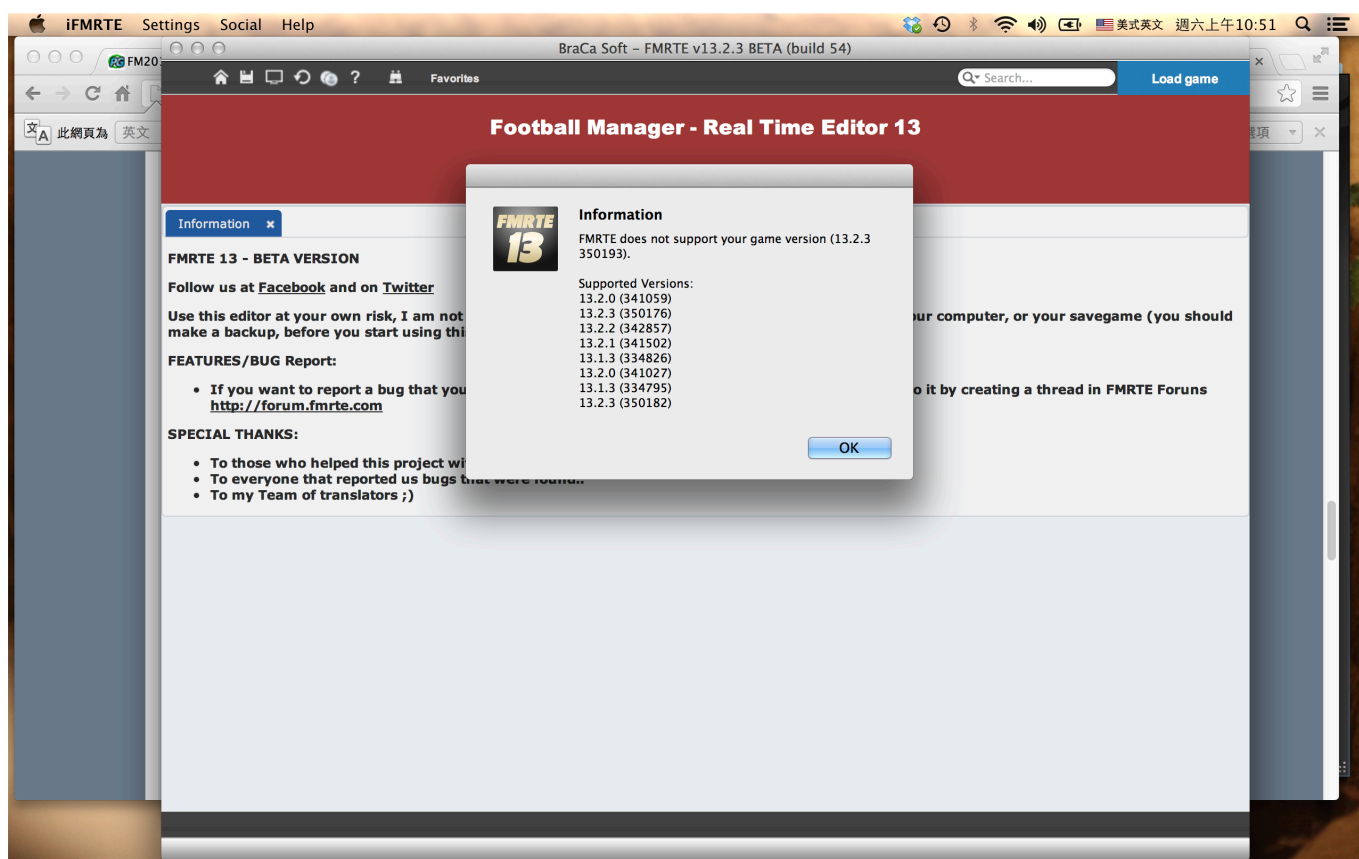 iFMRTE Settings Social Help 美式英文 週六上午10:51
BraCa Soft – FMRTE v13.2.3 BETA (build 54)
FM20
? Favorites Search... Load game
此網頁為 英文
Football Manager - Real Time Editor 13
Information
FMRTE 13 - BETA VERSION
Follow us at Facebook and on Twitter
Use this editor at your own risk, I am not
ur computer, or your savegame (you should
make a backup, before you start using thi
FEATURES/BUG Report:
• If you want to report a bug that you
o it by creating a thread in FMRTE Foruns
http://forum.fmrte.com
SPECIAL THANKS:
• To those who helped this project wi
• To everyone that reported us bugs that were found..
• To my Team of translators ;)
FMRTE
13
Information
FMRTE does not support your game version (13.2.3
350193).
Supported Versions:
13.2.0 (341059)
13.2.3 (350176)
13.2.2 (342857)
13.2.1 (341502)
13.1.3 (334826)
13.2.0 (341027)
13.1.3 (334795)
13.2.3 (350182)
OK